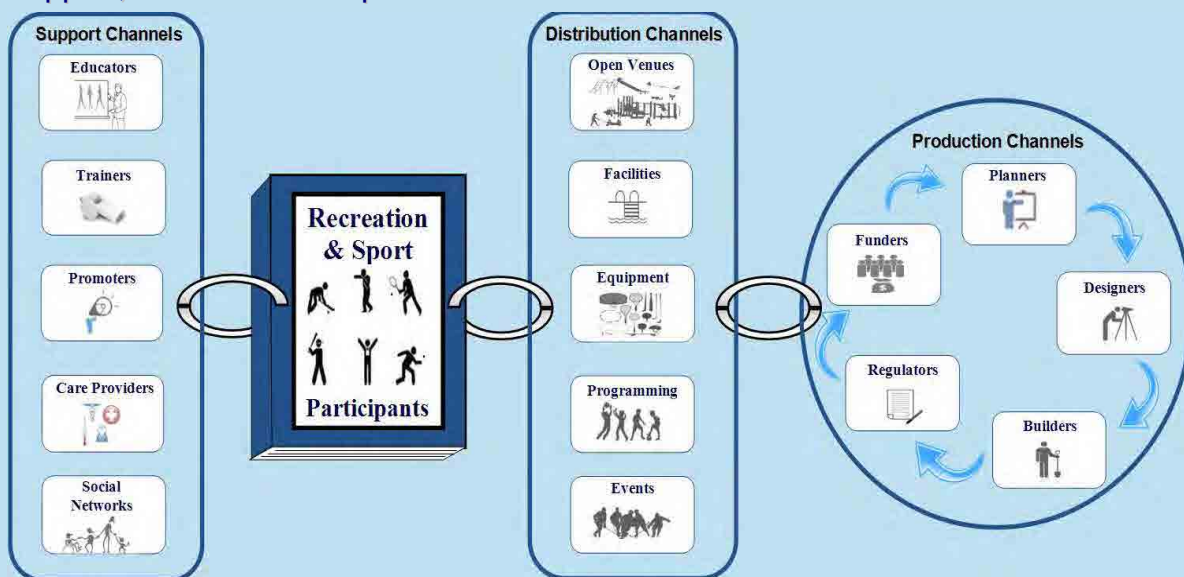 Support Channels
Educators
Trainers
Promoters
Care Providers
Social
Networks
Recreation
& Sport
Participants
Distribution Channels
Open Venues
Facilities
Equipment
Programming
Events
Production Channels
Planners
Designers
Builders
Regulators
Funders